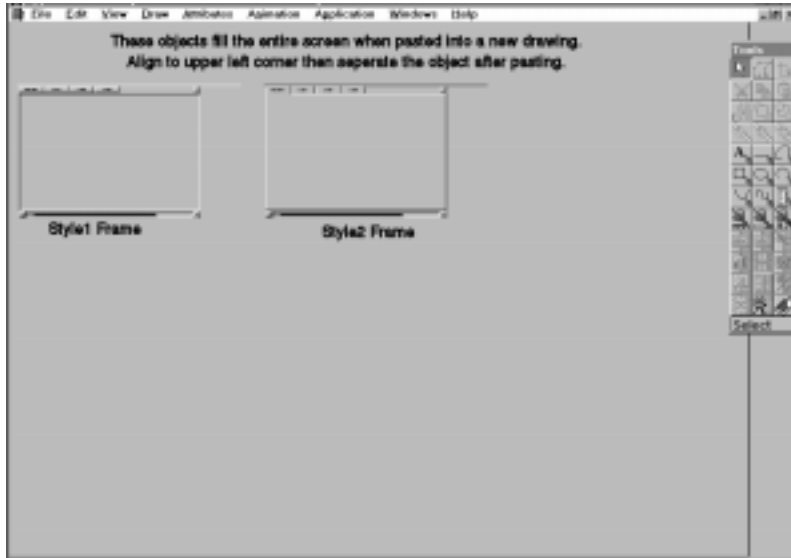 File Edit View Draw Attributes Animation Application Windows Help
These objects fill the entire screen when pasted into a new drawing.
Align to upper left corner then seperate the object after pasting.
Tools
Style1 Frame
Style2 Frame
Select